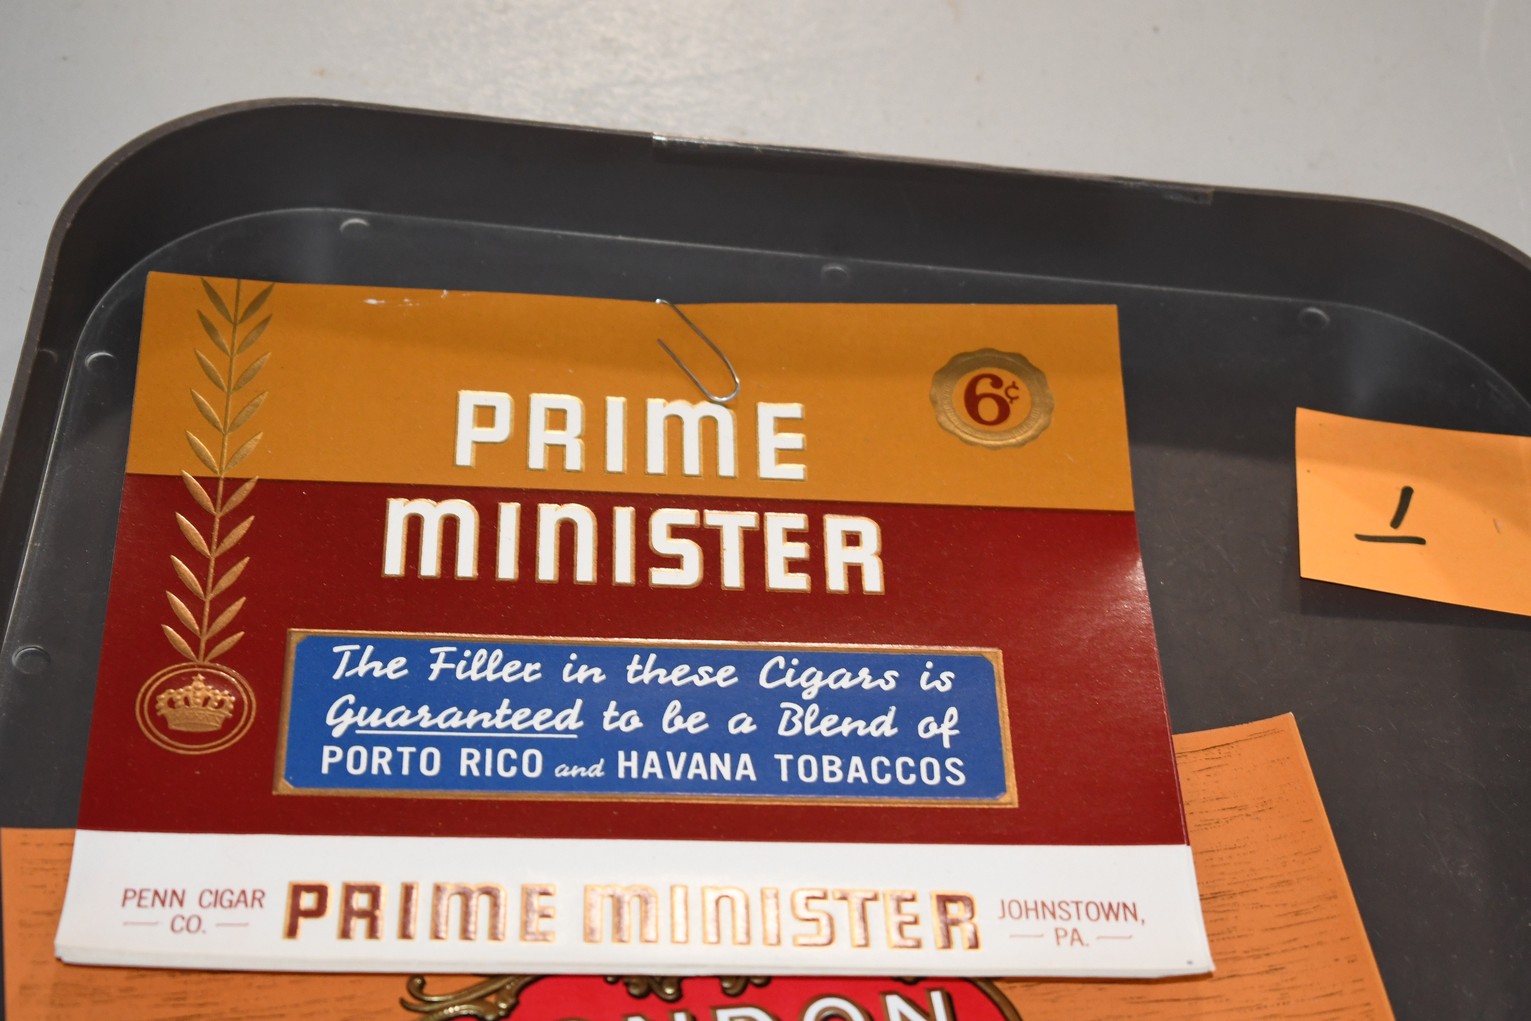 PRIME
6¢
MINISTER
1
The Filler in these Cigars is
Guaranteed to be a Blend of
PORTO RICO and HAVANA TOBACCOS
PENN CIGAR
CO.
PRIME MINISTER
JOHNSTOWN,
PA.